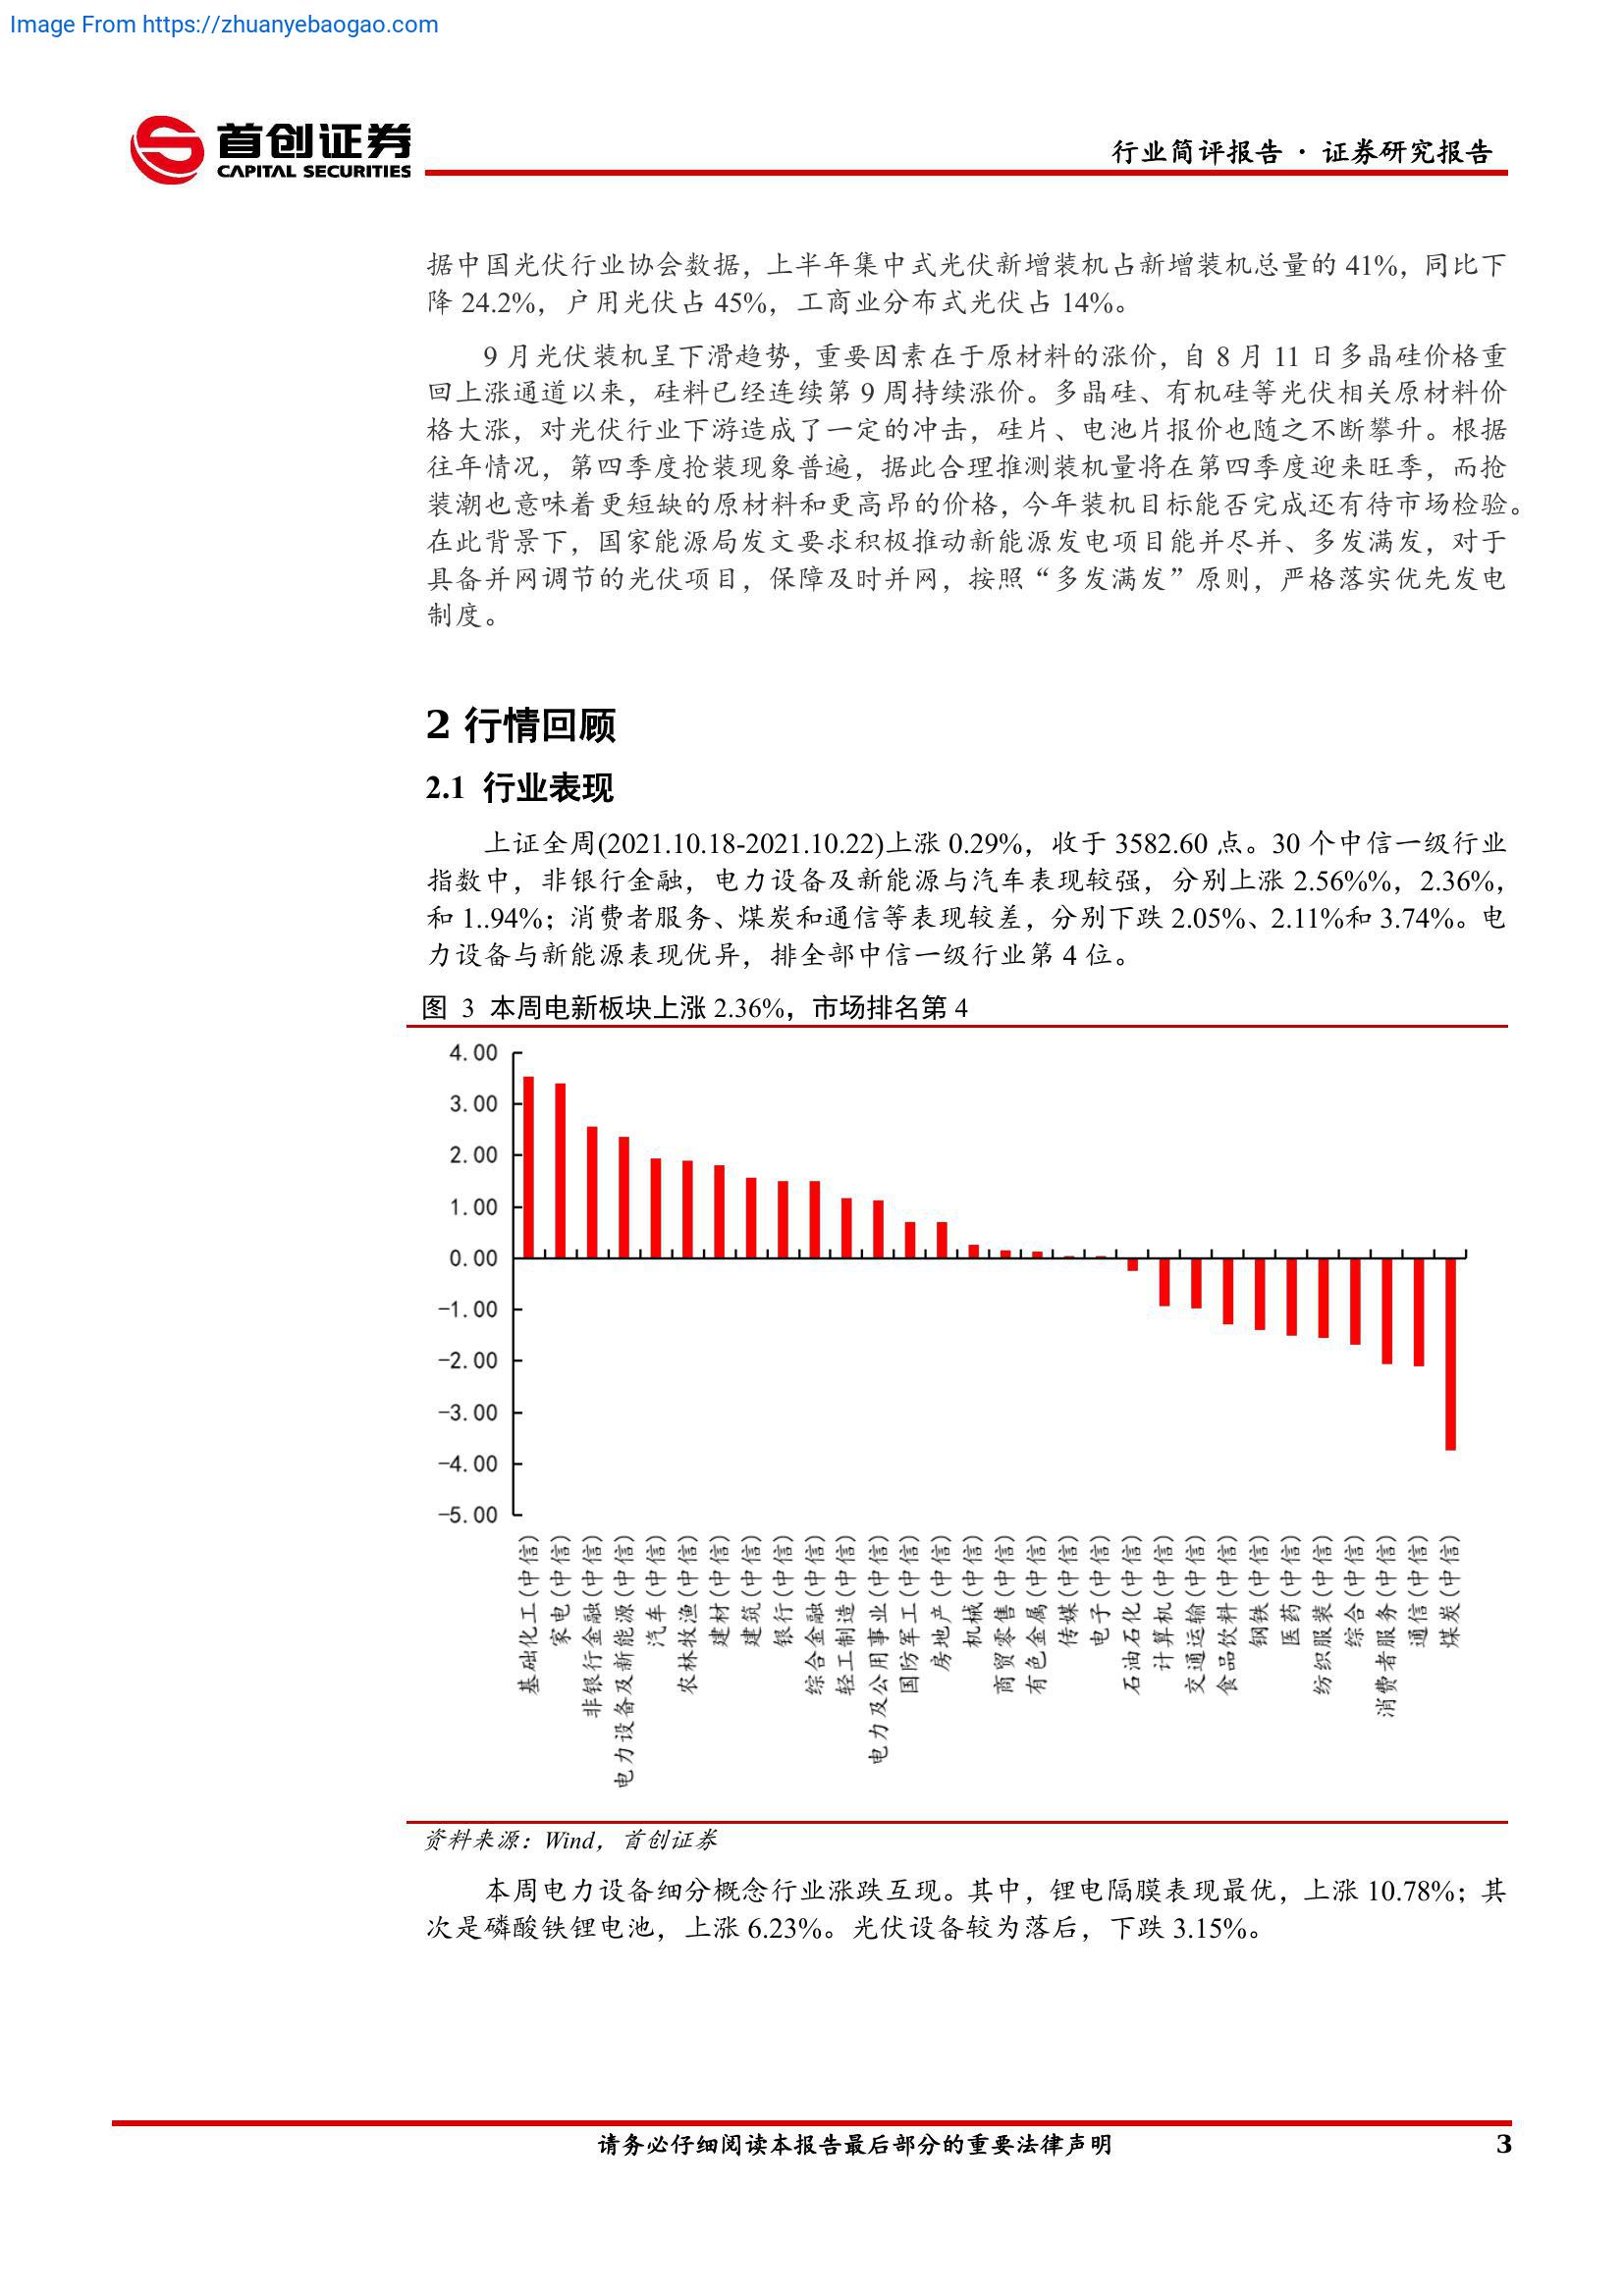 Image From https://zhuanyebaogao.com
首创证券
CAPITAL SECURITIES
行业简评报告 · 证券研究报告
据中国光伏行业协会数据，上半年集中式光伏新增装机占新增装机总量的 41%，同比下
降 24.2%，户用光伏占 45%，工商业分布式光伏占 14%。
9 月光伏装机呈下滑趋势，重要因素在于原材料的涨价，自 8 月 11 日多晶硅价格重
回上涨通道以来，硅料已经连续第 9 周持续涨价。多晶硅、有机硅等光伏相关原材料价
格大涨，对光伏行业下游造成了一定的冲击，硅片、电池片报价也随之不断攀升。根据
往年情况，第四季度抢装现象普遍，据此合理推测装机量将在第四季度迎来旺季，而抢
装潮也意味着更短缺的原材料和更高昂的价格，今年装机目标能否完成还有待市场检验。
在此背景下，国家能源局发文要求积极推动新能源发电项目能并尽并、多发满发，对于
具备并网调节的光伏项目，保障及时并网，按照“多发满发”原则，严格落实优先发电
制度。
2 行情回顾
2.1 行业表现
上证全周(2021.10.18-2021.10.22)上涨 0.29%，收于 3582.60 点。30 个中信一级行业
指数中，非银行金融，电力设备及新能源与汽车表现较强，分别上涨 2.56%%，2.36%，
和 1..94%；消费者服务、煤炭和通信等表现较差，分别下跌 2.05%、2.11%和 3.74%。电
力设备与新能源表现优异，排全部中信一级行业第 4 位。
图 3 本周电新板块上涨 2.36%，市场排名第 4
4.00
3.00
2.00
1.00
0.00
-1.00
-2.00
-3.00
-4.00
-5.00
基础化工(中信)
家电(中信)
非银行金融(中信)
电力设备及新能源(中信)
汽车(中信)
农林牧渔(中信)
建材(中信)
建筑(中信)
银行(中信)
综合金融(中信)
轻工制造(中信)
电力及公用事业(中信)
国防军工(中信)
房地产(中信)
机械(中信)
商贸零售(中信)
有色金属(中信)
传媒(中信)
电子(中信)
石油石化(中信)
计算机(中信)
交通运输(中信)
食品饮料(中信)
钢铁(中信)
医药(中信)
纺织服装(中信)
综合(中信)
消费者服务(中信)
通信(中信)
煤炭(中信)
资料来源：Wind，首创证券
本周电力设备细分概念行业涨跌互现。其中，锂电隔膜表现最优，上涨 10.78%；其
次是磷酸铁锂电池，上涨 6.23%。光伏设备较为落后，下跌 3.15%。
请务必仔细阅读本报告最后部分的重要法律声明
3